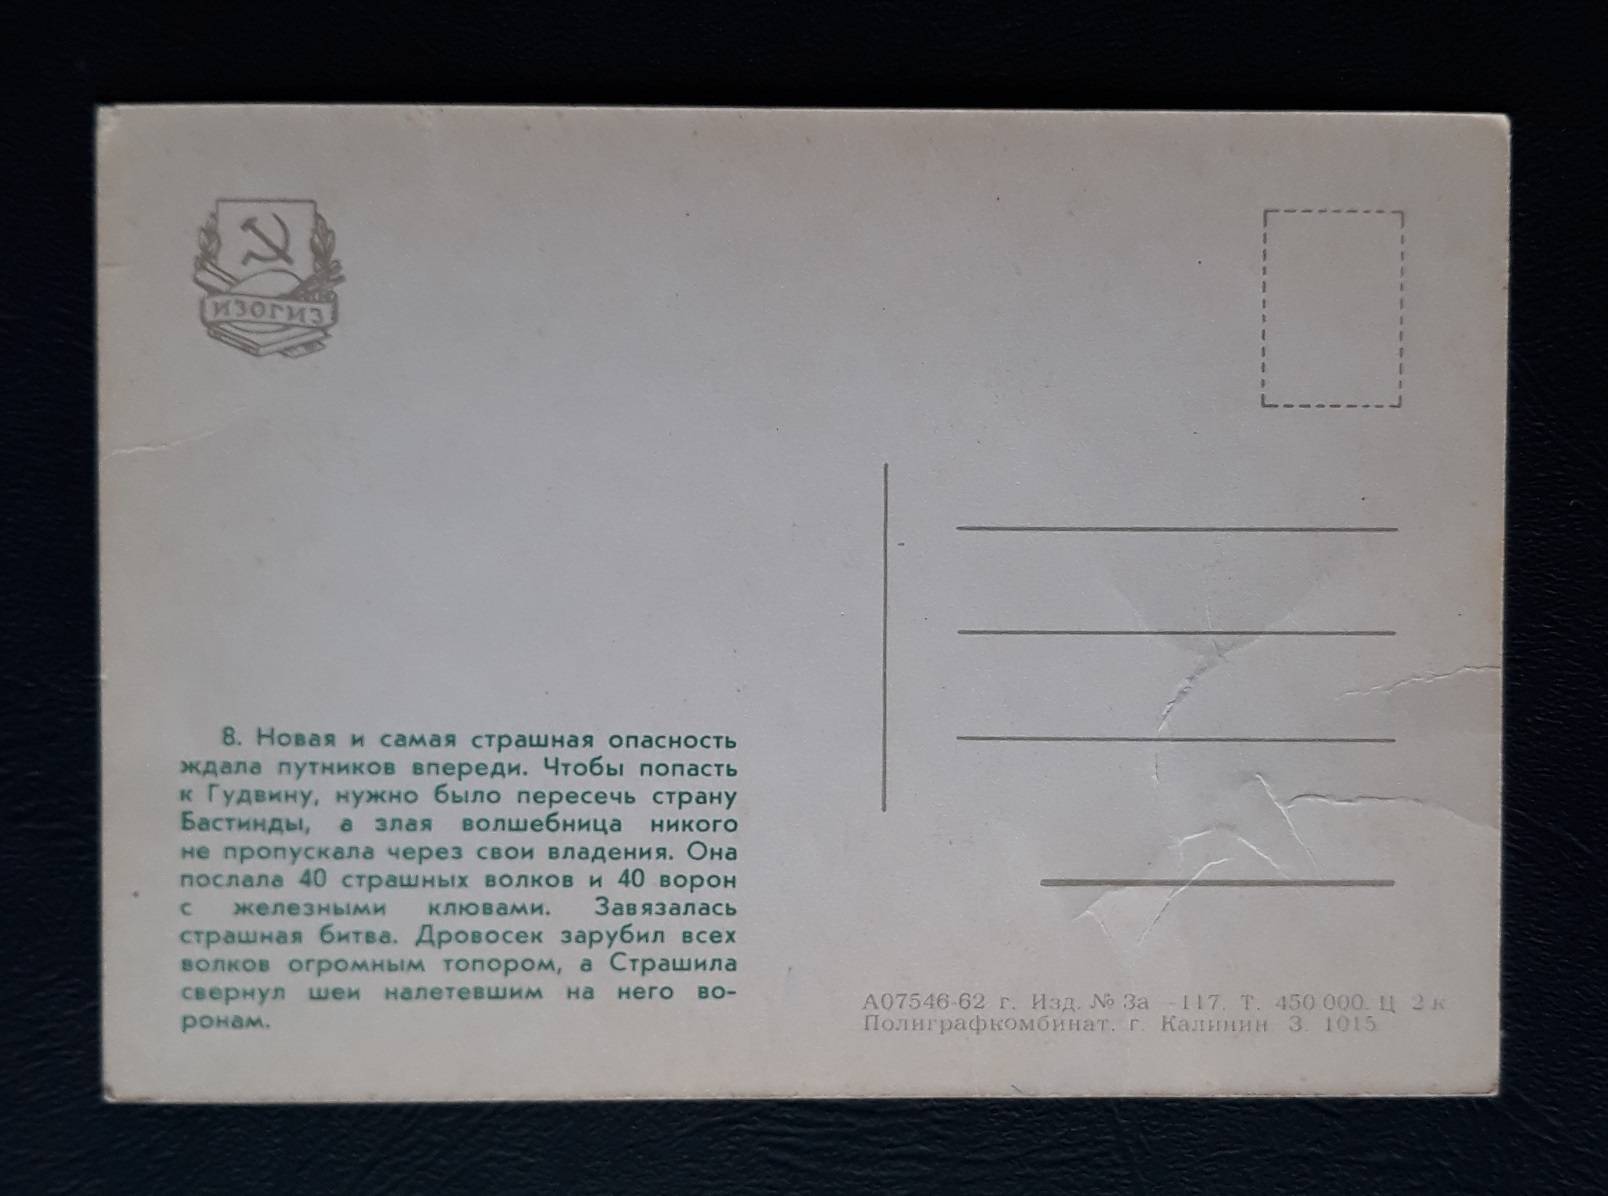 ИЗОГИЗ
8. Новая и самая страшная опасность
ждала путников впереди. Чтобы попасть
к Гудвину, нужно было пересечь страну
Бастинды, а злая волшебница никого
не пропускала через свои владения. Она
послала 40 страшных волков и 40 ворон
с железными клювами. Завязалась
страшная битва. Дровосек зарубил всех
волков огромным топором, а Страшила
свернул шеи налетевшим на него во-
ронам.
А07546-62 г. Изд. № 3а -117. Т. 450 000. Ц 2 к
Полиграфкомбинат. г. Калинин З. 1015